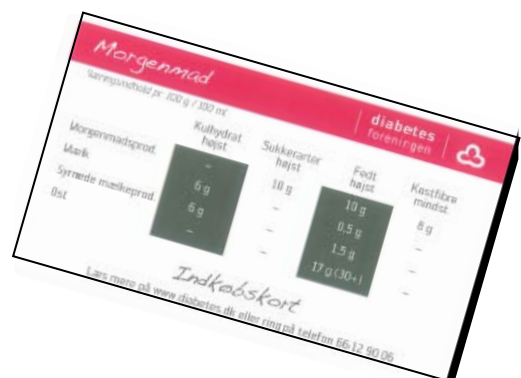 Morgenmad
diabetes
foreningen
Næringsindhold pr. 100 g / 100 ml
Kulhydrat højst Sukkerarter højst Fedt højst Kostfibre mindst
Morgenmadsprod. – 10 g 10 g 8 g
Mælk 6 g – 0,5 g –
Syrnede mælkeprod. 6 g – 1,5 g –
Ost – – 17 g (30+) –
Indkøbskort
Læs mere på www.diabetes.dk eller ring på telefon 66 12 90 06